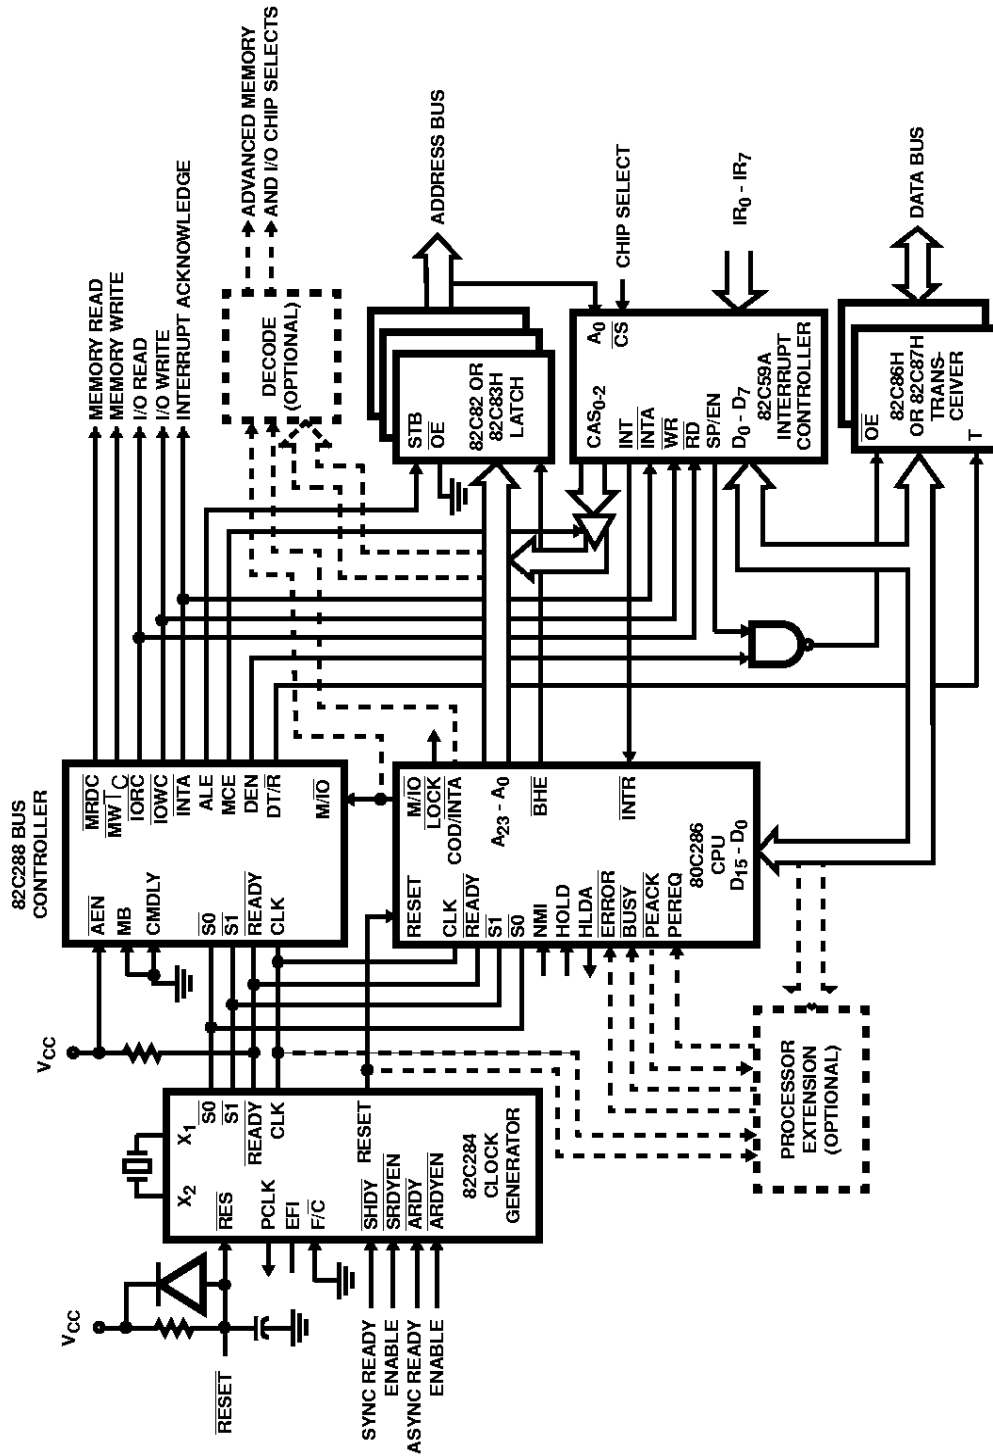 VCC
RESET
X2
X1
RES
PCLK
EFI
F/C
SHDY
SRDYEN
ARDY
ARDYEN
S0
S1
READY
CLK
RESET
82C284
CLOCK
GENERATOR
SYNC READY
ENABLE
ASYNC READY
ENABLE
VCC
82C288 BUS
CONTROLLER
AEN
MB
CMDLY
S0
S1
READY
CLK
MRDC
MWTC
IORC
IOWC
INTA
ALE
MCE
DEN
DT/R
M/IO
MEMORY READ
MEMORY WRITE
I/O READ
I/O WRITE
INTERRUPT ACKNOWLEDGE
DECODE
(OPTIONAL)
ADVANCED MEMORY
AND I/O CHIP SELECTS
RESET
CLK
READY
S1
S0
NMI
HOLD
HLDA
ERROR
BUSY
PEACK
PEREQ
M/IO
LOCK
COD/INTA
A23 - A0
BHE
INTR
80C286
CPU
D15 - D0
STB
OE
82C82 OR
82C83H
LATCH
ADDRESS BUS
CAS0-2
INT
INTA
WR
RD
SP/EN
D0 - D7
82C59A
INTERRUPT
CONTROLLER
A0
CS
CHIP SELECT
IR0 - IR7
OE
82C86H
OR 82C87H
TRANS-
CEIVER
T
DATA BUS
PROCESSOR
EXTENSION
(OPTIONAL)